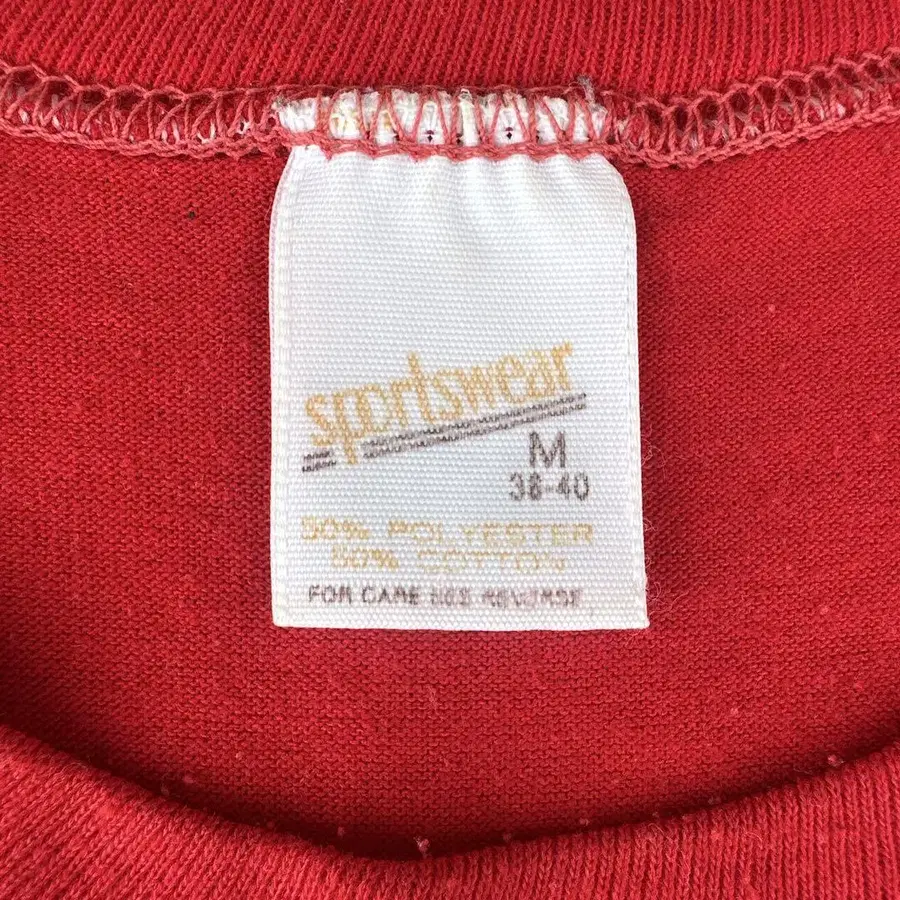 sportswear
M
38-40
50% POLYESTER
50% COTTON
FOR CARE SEE REVERSE